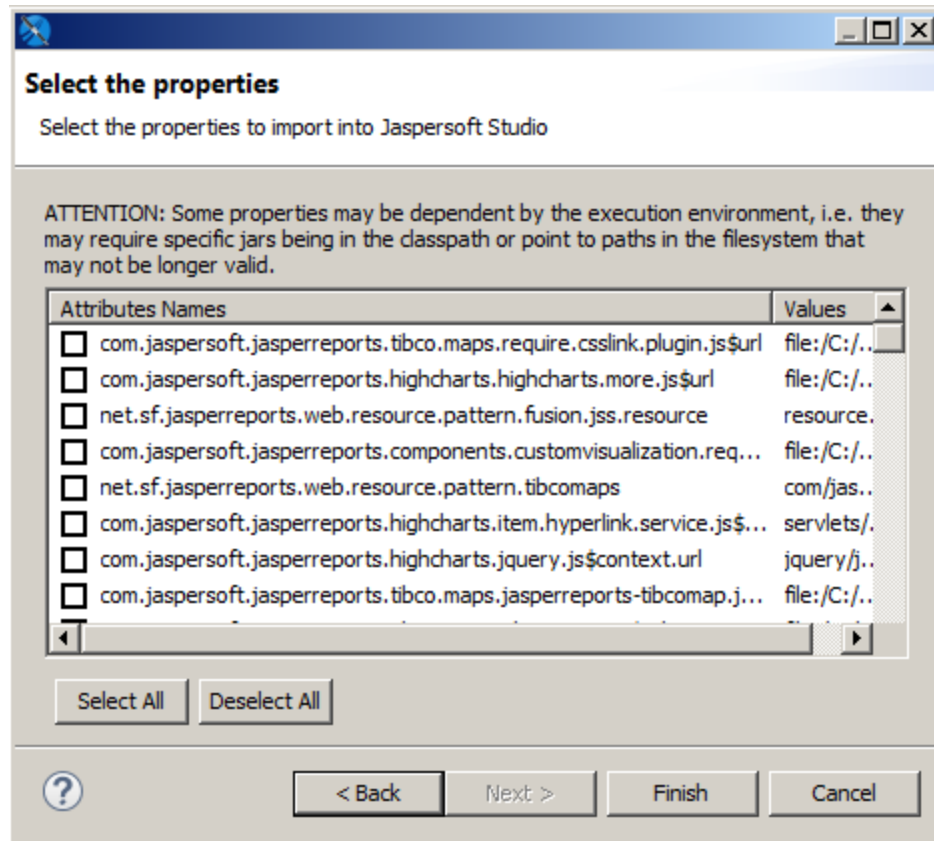 Select the properties
Select the properties to import into Jaspersoft Studio
ATTENTION: Some properties may be dependent by the execution environment, i.e. they
may require specific jars being in the classpath or point to paths in the filesystem that
may not be longer valid.
Attributes Names Values
com.jaspersoft.jasperreports.tibco.maps.require.csslink.plugin.js$url file:/C:/..
com.jaspersoft.jasperreports.highcharts.highcharts.more.js$url file:/C:/..
net.sf.jasperreports.web.resource.pattern.fusion.jss.resource resource.
com.jaspersoft.jasperreports.components.customvisualization.req... file:/C:/..
net.sf.jasperreports.web.resource.pattern.tibcomaps com/jas..
com.jaspersoft.jasperreports.highcharts.item.hyperlink.service.js$... servlets/.
com.jaspersoft.jasperreports.highcharts.jquery.js$context.url jquery/j..
com.jaspersoft.jasperreports.tibco.maps.jasperreports-tibcomap.j... file:/C:/..
Select All Deselect All
? < Back Next > Finish Cancel